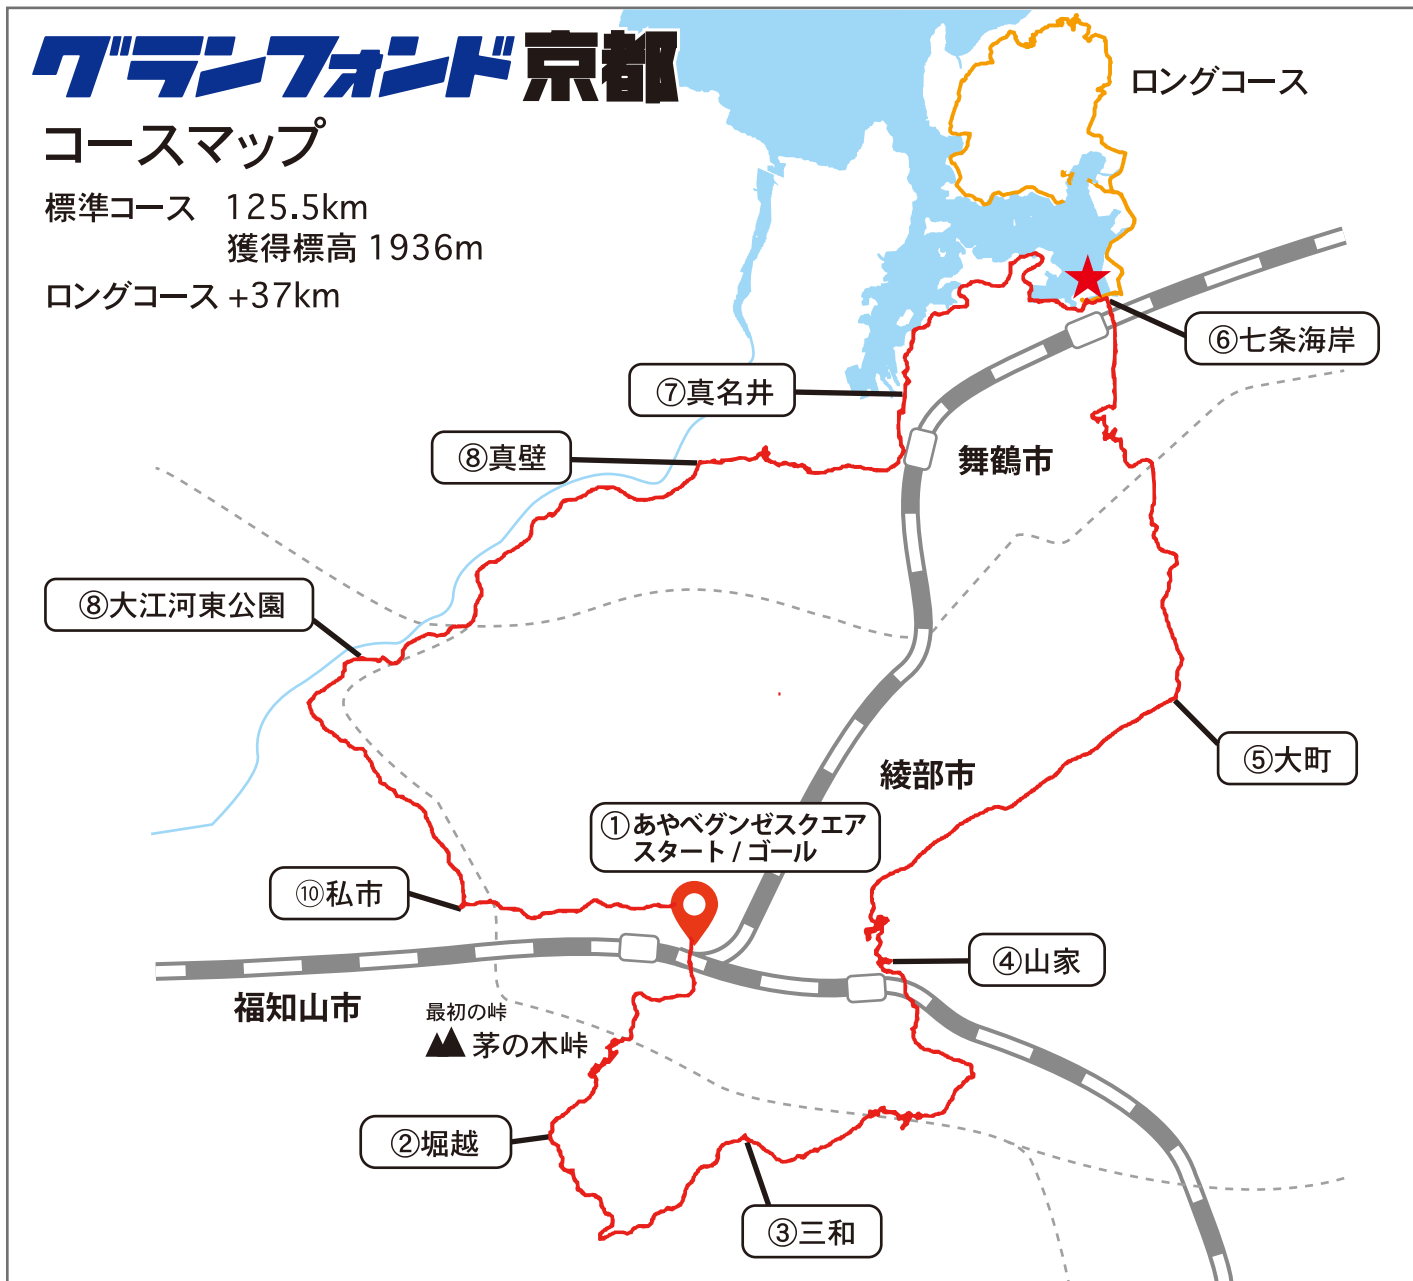 グランフォンド京都
コースマップ
標準コース 125.5km
獲得標高 1936m
ロングコース +37km
ロングコース
⑥七条海岸
⑦真名井
⑧真壁
舞鶴市
⑧大江河東公園
⑤大町
綾部市
①あやべグンゼスクエア
スタート / ゴール
⑩私市
④山家
福知山市
最初の峠
茅の木峠
②堀越
③三和